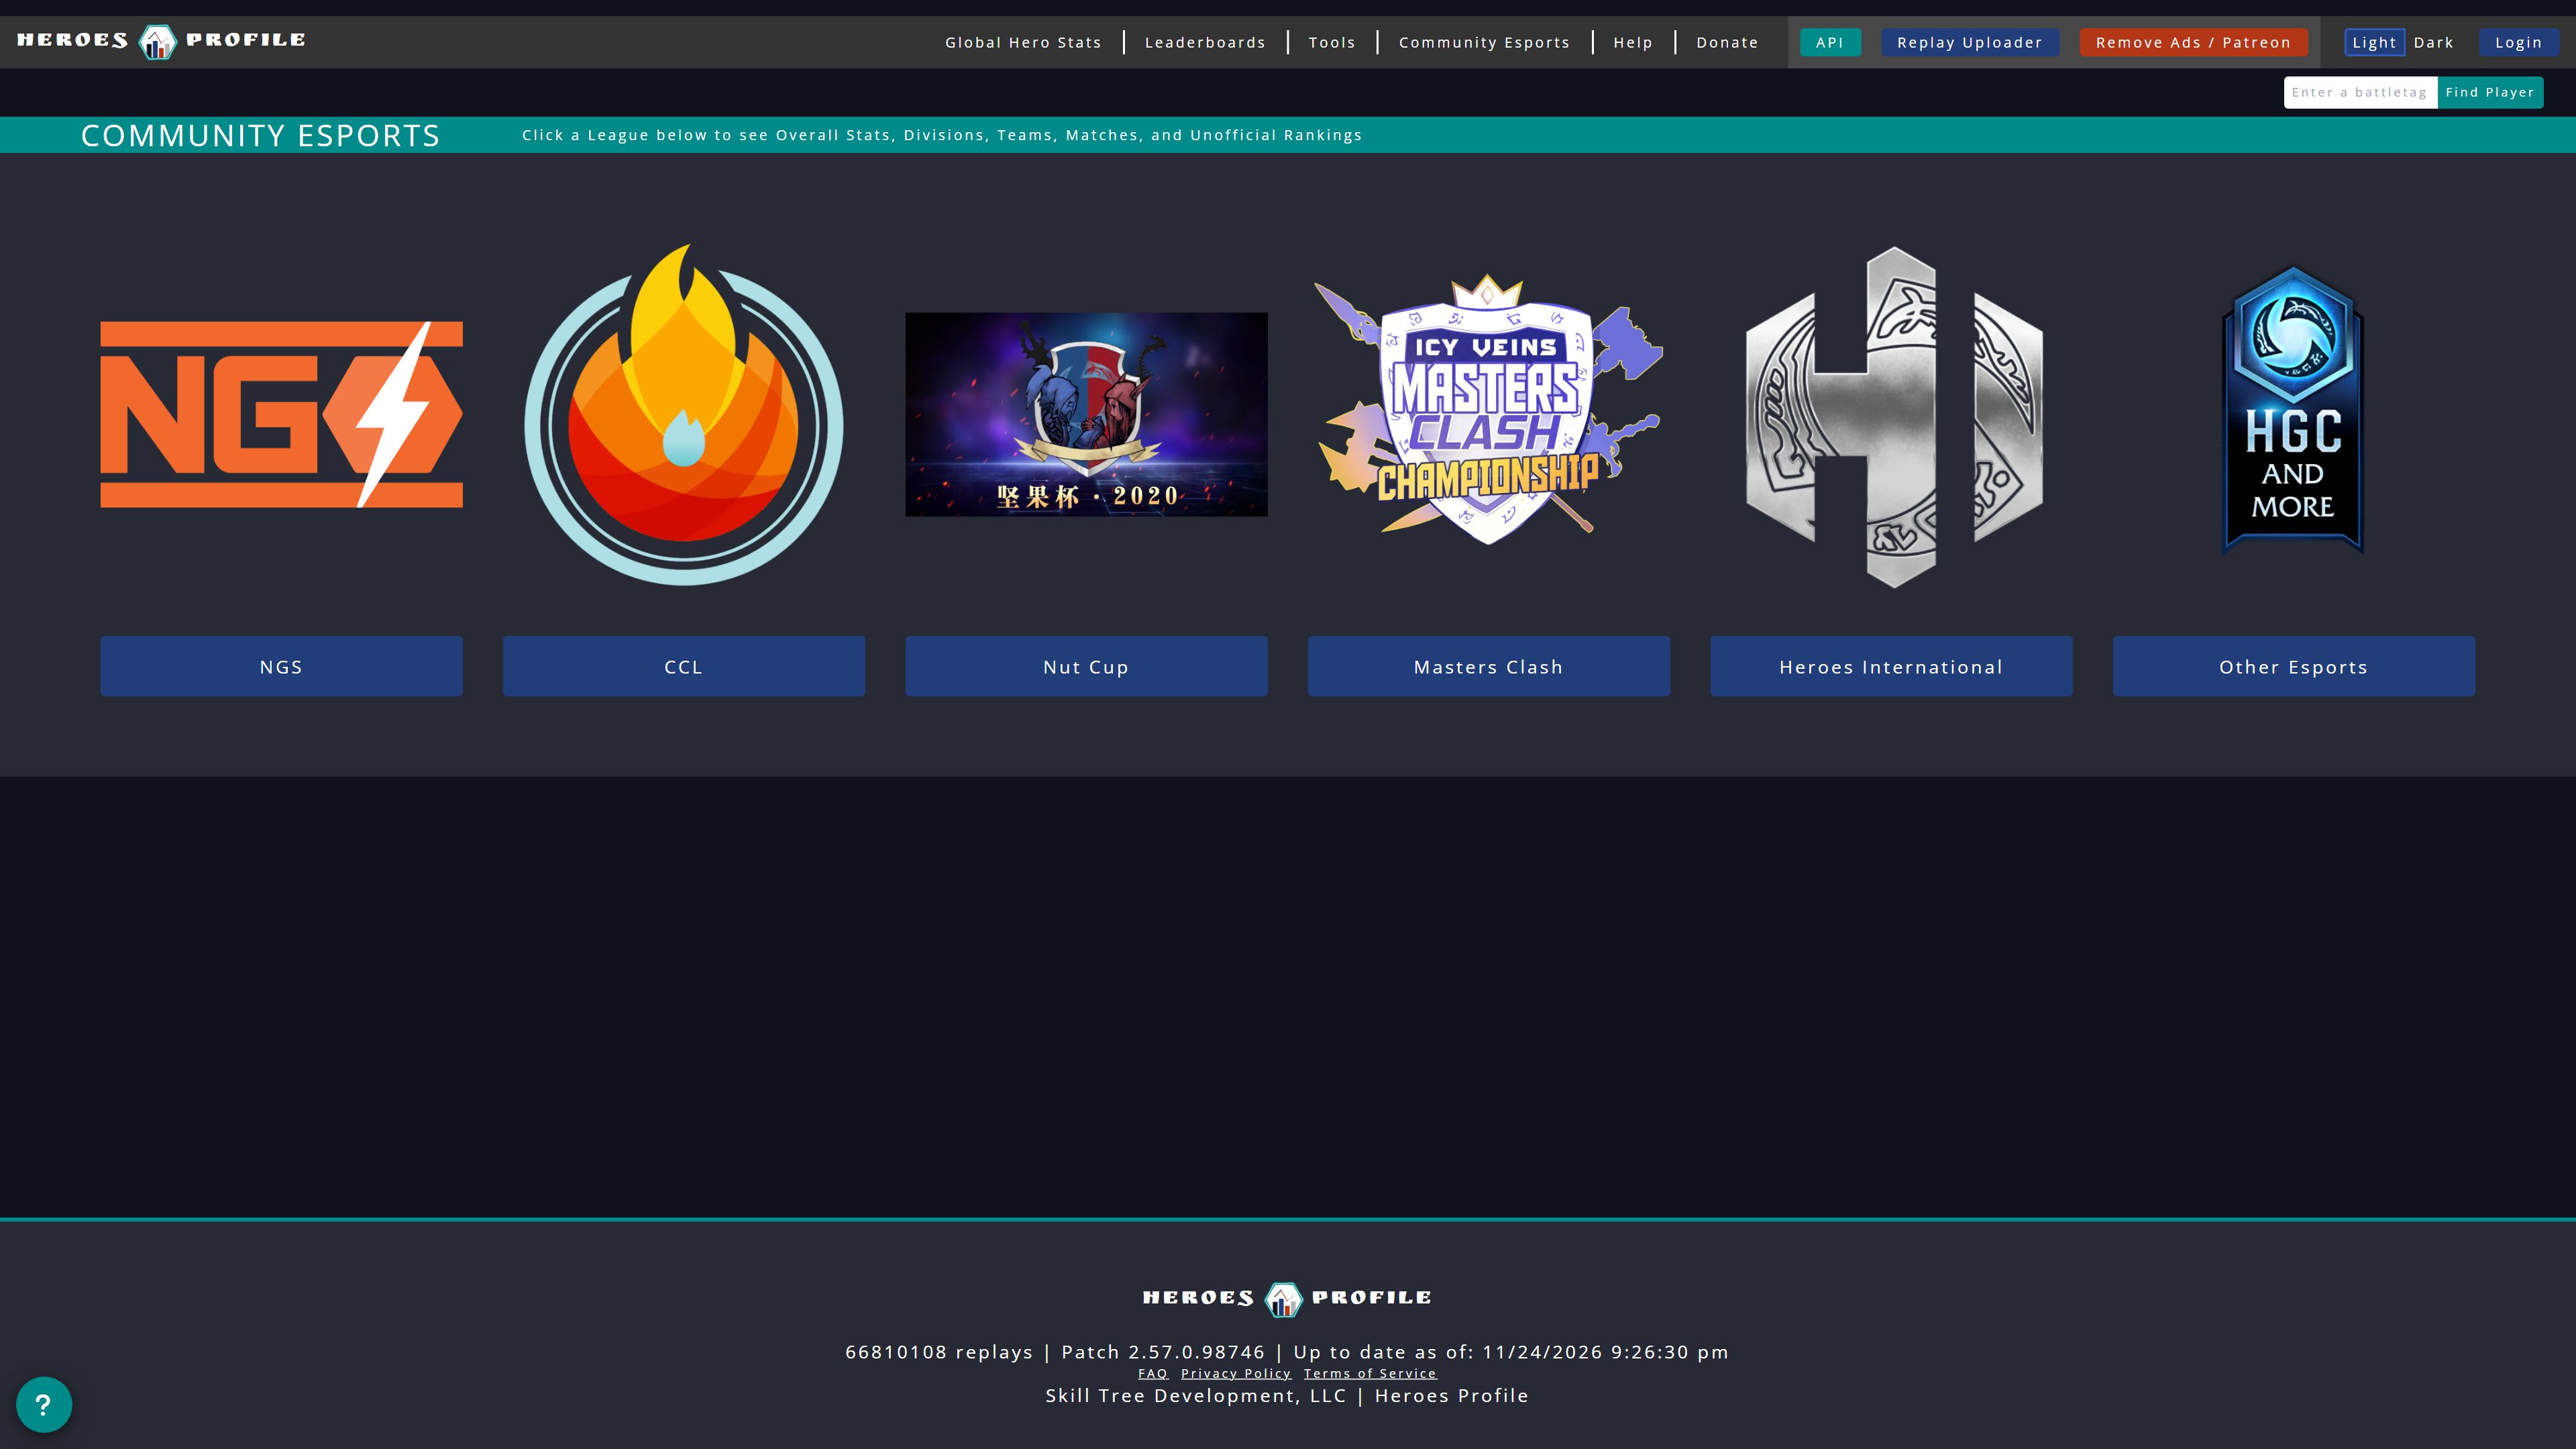 HEROES PROFILE
Global Hero Stats
Leaderboards
Tools
Community Esports
Help
Donate
API
Replay Uploader
Remove Ads / Patreon
Light
Dark
Login
Enter a battletag
Find Player
COMMUNITY ESPORTS
Click a League below to see Overall Stats, Divisions, Teams, Matches, and Unofficial Rankings
NGS
坚果杯 · 2020
ICY VEINS
MASTERS
CLASH
CHAMPIONSHIP
HI
HGC
AND
MORE
NGS
CCL
Nut Cup
Masters Clash
Heroes International
Other Esports
HEROES PROFILE
66810108 replays | Patch 2.57.0.98746 | Up to date as of: 11/24/2026 9:26:30 pm
FAQ Privacy Policy Terms of Service
Skill Tree Development, LLC | Heroes Profile
?